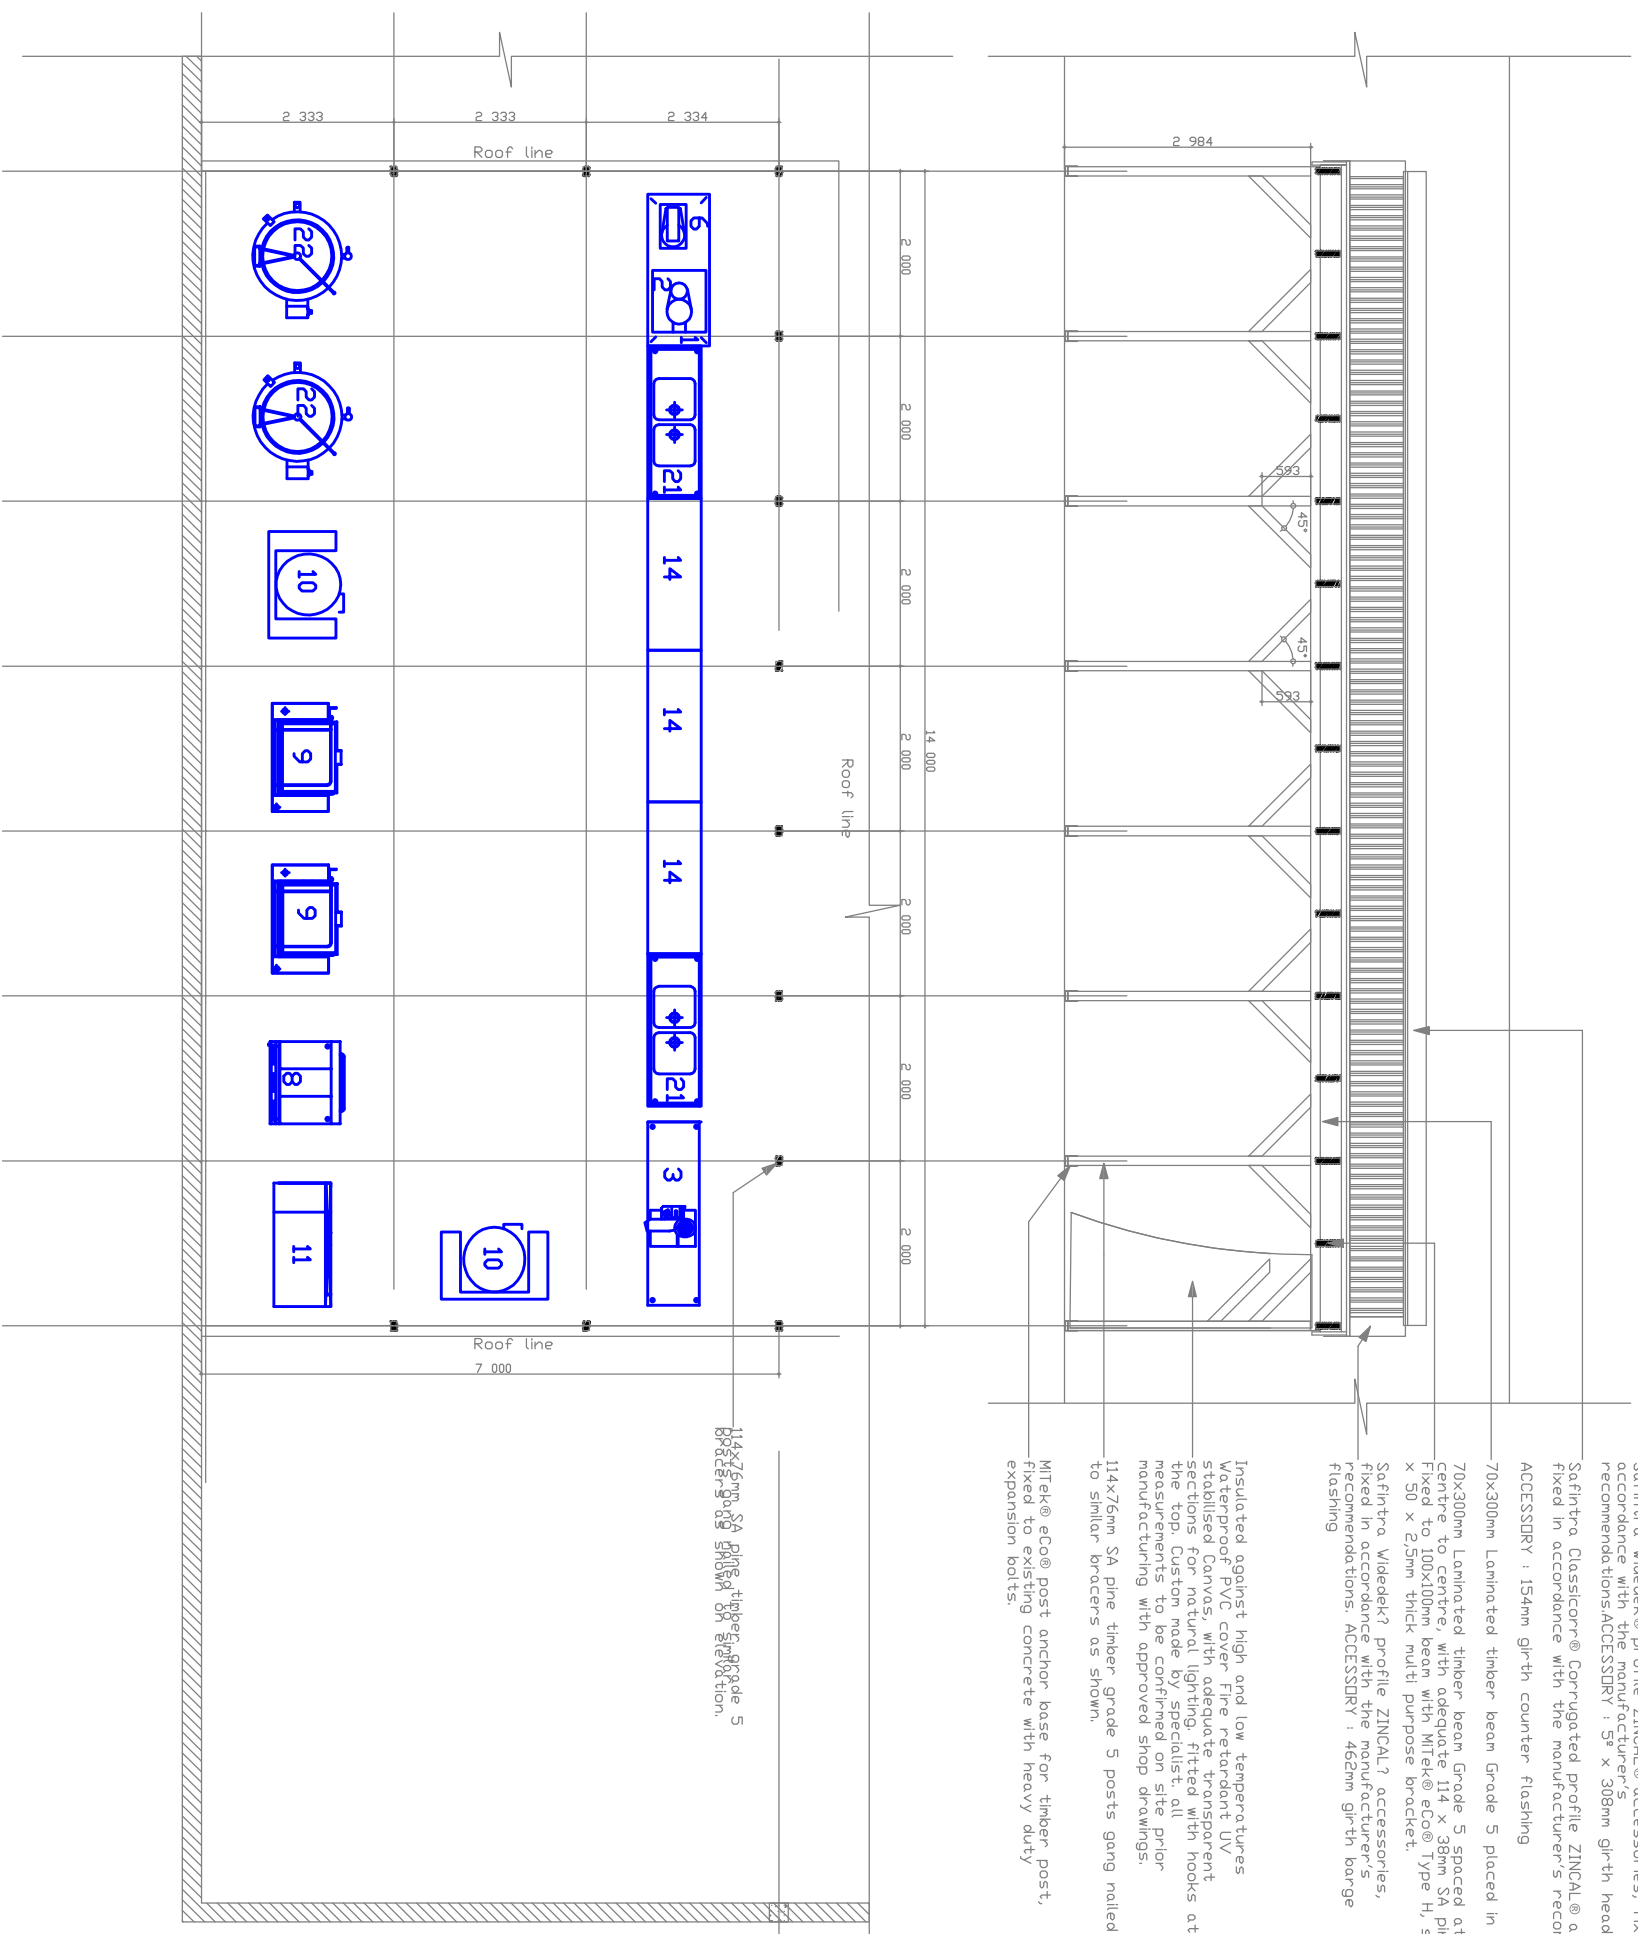 2 333
2 333
2 334
Roof line
2 984
2 000
2 000
2 000
2 000
2 000
2 000
2 000
14 000
Roof line
Roof line
7 000
593
45°
45°
593
22
22
10
9
9
8
11
10
6
2
1
21
14
14
14
21
3
accordance with the manufacturer's
recommendations.ACCESSORY : 5° x 308mm girth head
Safintra Classicorr® Corrugated profile ZINCAL® a
fixed in accordance with the manufacturer's recor
ACCESSORY : 154mm girth counter flashing
70x300mm Laminated timber beam Grade 5 placed in
70x300mm Laminated timber beam Grade 5 spaced at
centre to centre, with adequate 114 x 38mm SA pin
Fixed to 100x100mm beam with MiTek® eCo® Type H, s
x 50 x 2,5mm thick multi purpose bracket.
Safintra Widedek? profile ZINCAL? accessories,
fixed in accordance with the manufacturer's
recommendations. ACCESSORY : 462mm girth barge
flashing
Insulated against high and low temperatures
Waterproof PVC cover Fire retardant UV
stabilised Canvas, with adequate transparent
sections for natural lighting. fitted with hooks at
the top. Custom made by specialist. all
measurements to be confirmed on site prior
manufacturing with approved shop drawings.
114x76mm SA pine timber grade 5 posts gang nailed
to similar bracers as shown.
MiTek® eCo® post anchor base for timber post,
fixed to existing concrete with heavy duty
expansion bolts.
114x76mm SA pine timber grade 5
posts gang nailed to similar
bracers as shown on elevation.